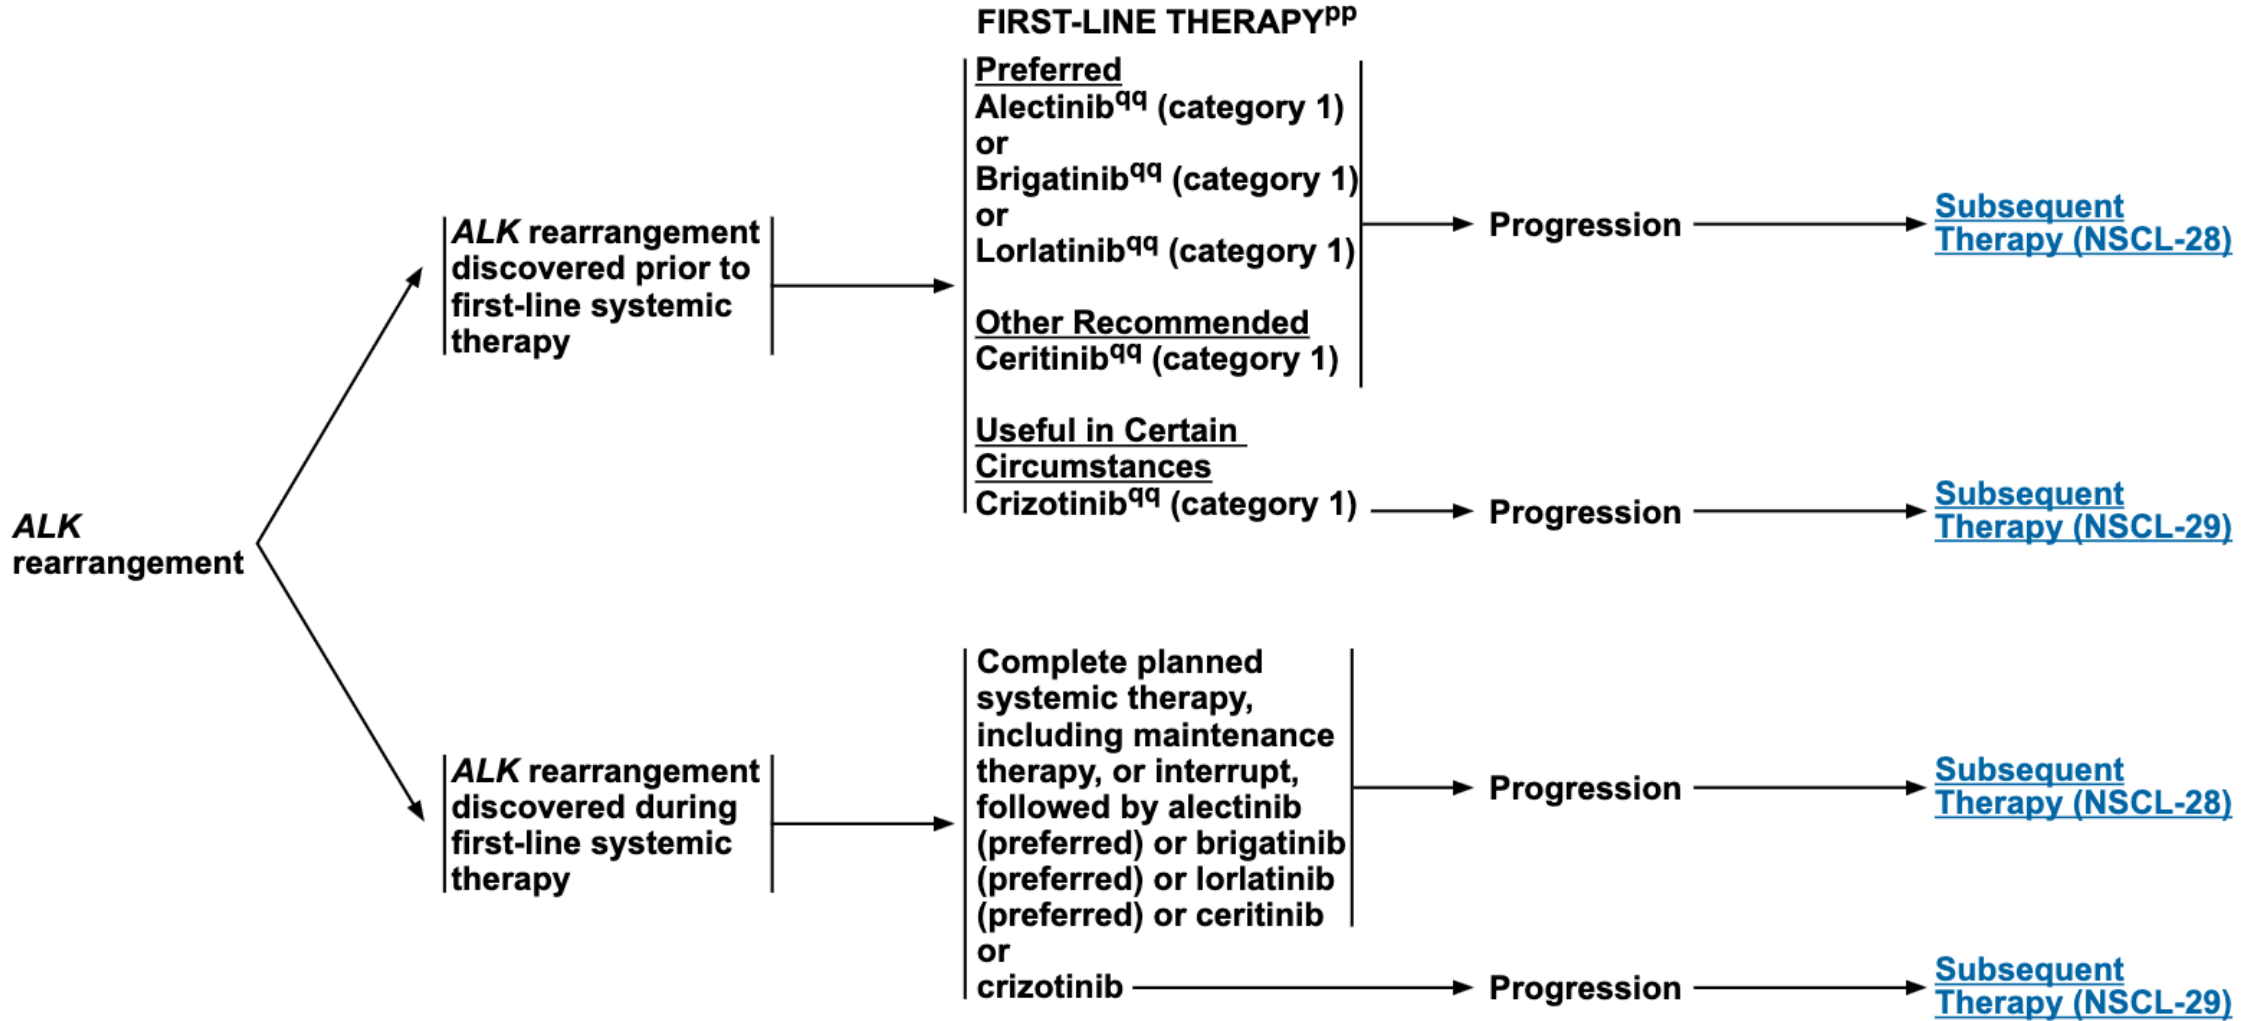 FIRST-LINE THERAPYpp
Preferred
Alectinibqq (category 1)
or
Brigatinibqq (category 1)
or
Lorlatinibqq (category 1)
Other Recommended
Ceritinibqq (category 1)
Useful in Certain
Circumstances
Crizotinibqq (category 1)
ALK rearrangement
discovered prior to
first-line systemic
therapy
Progression
Subsequent
Therapy (NSCL-28)
Progression
Subsequent
Therapy (NSCL-29)
ALK
rearrangement
ALK rearrangement
discovered during
first-line systemic
therapy
Complete planned
systemic therapy,
including maintenance
therapy, or interrupt,
followed by alectinib
(preferred) or brigatinib
(preferred) or lorlatinib
(preferred) or ceritinib
or
crizotinib
Progression
Subsequent
Therapy (NSCL-28)
Progression
Subsequent
Therapy (NSCL-29)